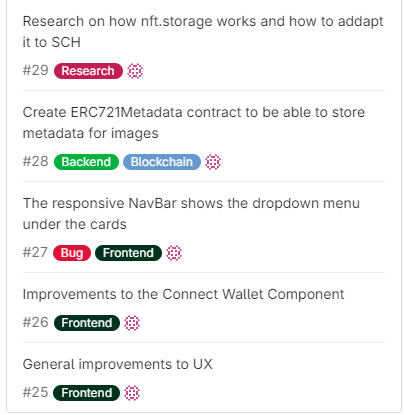 Research on how nft.storage works and how to addapt
it to SCH
#29 Research
Create ERC721Metadata contract to be able to store
metadata for images
#28 Backend Blockchain
The responsive NavBar shows the dropdown menu
under the cards
#27 Bug Frontend
Improvements to the Connect Wallet Component
#26 Frontend
General improvements to UX
#25 Frontend